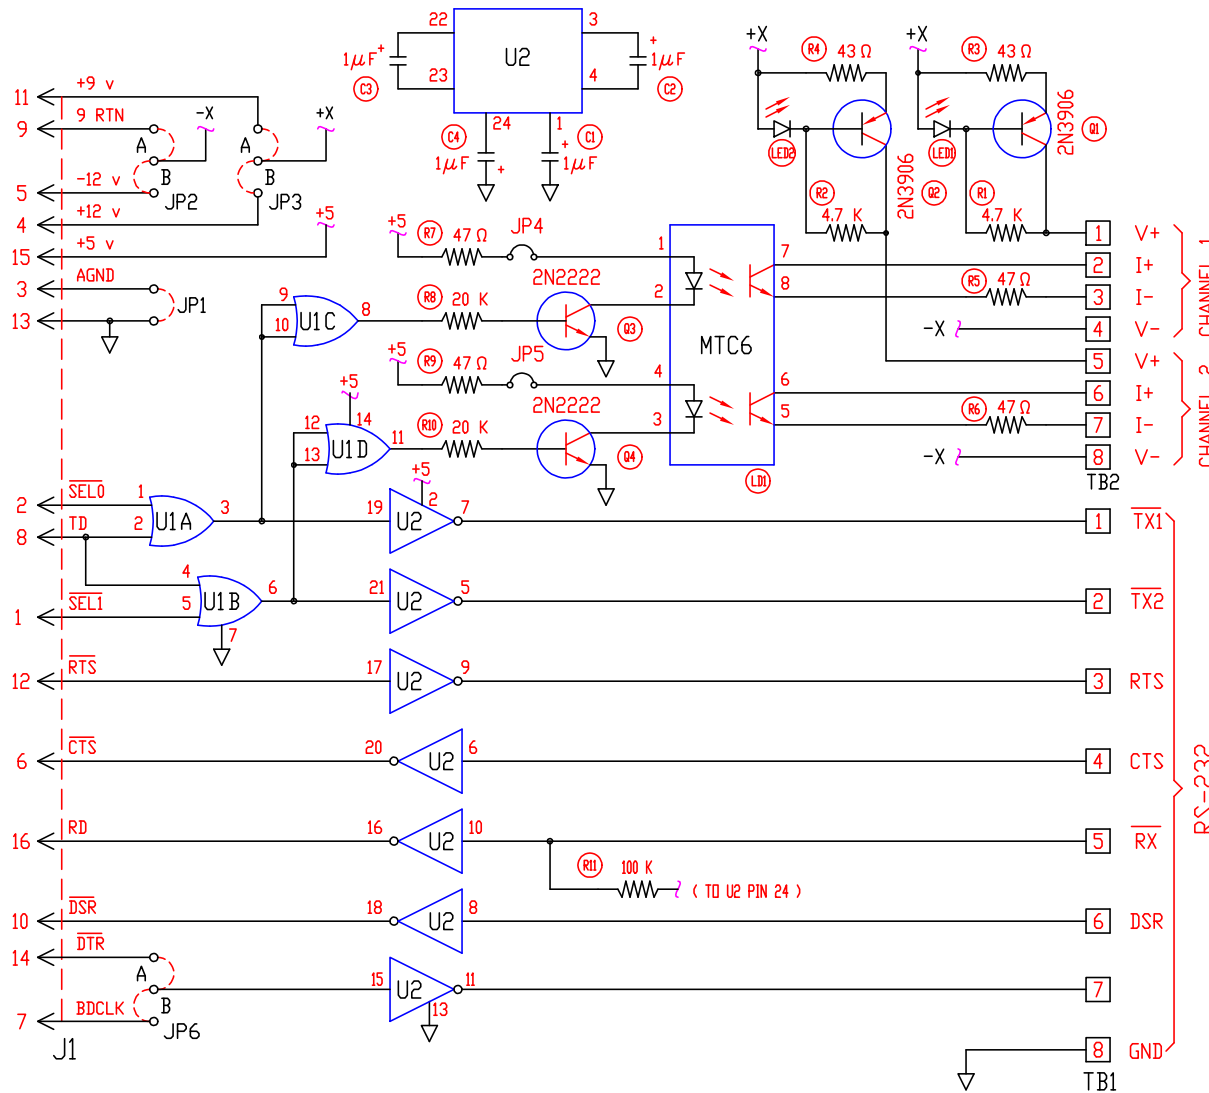 22
3
U2
1μF
+
C3
23
4
+
1μF
C2
24
1
C4
1μF
+
+
C1
1μF
+X
R4
43 Ω
LED2
R2
4.7 K
2N3906
Q2
+X
R3
43 Ω
LED1
R1
4.7 K
2N3906
Q1
11
+9 v
9
9 RTN
-X
+X
A
B
JP2
A
B
JP3
5
-12 v
4
+12 v
+5
15
+5 v
3
AGND
JP1
13
+5
R7
47 Ω
JP4
1
2N2222
R8
20 K
2
Q3
+5
R9
47 Ω
JP5
4
2N2222
R10
20 K
3
Q4
MTC6
LD1
7
8
6
5
R5
47 Ω
R6
47 Ω
-X
-X
1 V+
2 I+
3 I-
4 V-
CHANNEL 1
5 V+
6 I+
7 I-
8 V-
CHANNEL 2
TB2
9
10
U1C
8
+5
12
13
14
U1D
11
2
SEL0
1
2
U1A
3
8
TD
4
5
U1B
6
7
1
SEL1
+5
19
U2
2
7
1 TX1
21
U2
5
2 TX2
12
RTS
17
U2
9
3 RTS
6
CTS
20
U2
6
4 CTS
16
RD
16
U2
10
5 RX
R11
100 K
( TO U2 PIN 24 )
10
DSR
18
U2
8
6 DSR
14
DTR
A
B
JP6
15
U2
11
13
7
7
BDCLK
J1
8 GND
TB1
RS-232